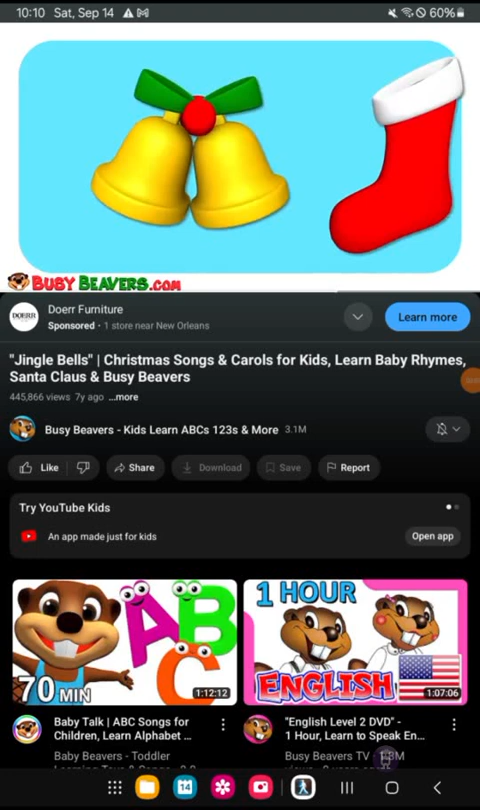 10:10 Sat, Sep 14 60%
BUSY BEAVERS.COM
DOERR
Doerr Furniture
Sponsored · 1 store near New Orleans
Learn more
"Jingle Bells" | Christmas Songs & Carols for Kids, Learn Baby Rhymes,
Santa Claus & Busy Beavers
445,866 views 7y ago ...more
Busy Beavers - Kids Learn ABCs 123s & More 3.1M
Like Share Download Save Report
Try YouTube Kids
An app made just for kids
Open app
A B C
70 MIN
1:12:12
1 HOUR
ENGLISH
1:07:06
Baby Talk | ABC Songs for
Children, Learn Alphabet ...
Baby Beavers - Toddler
"English Level 2 DVD" -
1 Hour, Learn to Speak En...
Busy Beavers TV
14